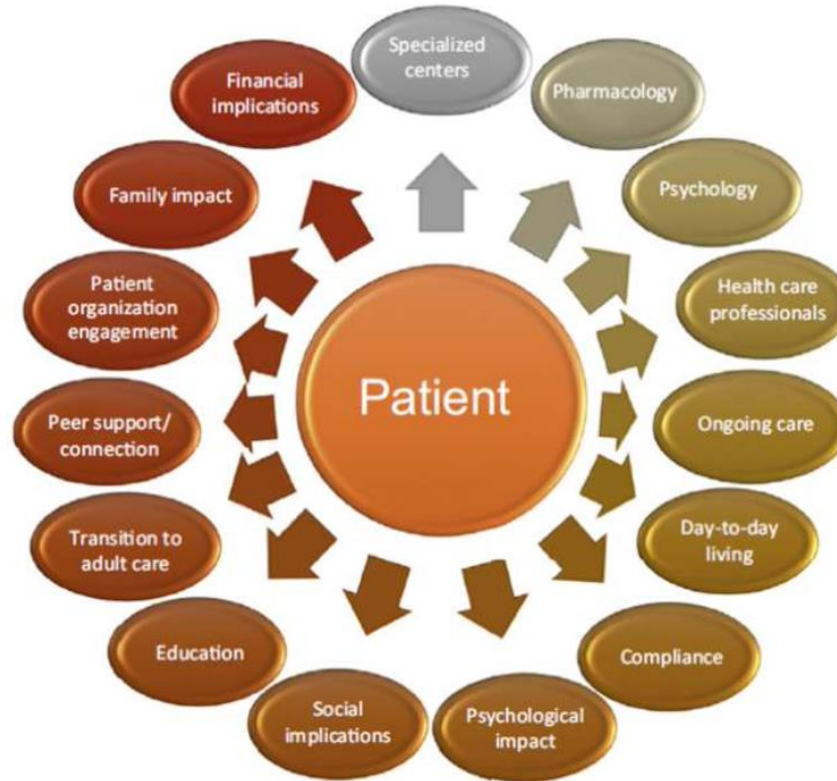 Specialized
centers
Pharmacology
Psychology
Health care
professionals
Ongoing care
Day-to-day
living
Compliance
Psychological
impact
Social
implications
Education
Transition to
adult care
Peer support/
connection
Patient
organization
engagement
Family impact
Financial
implications
Patient